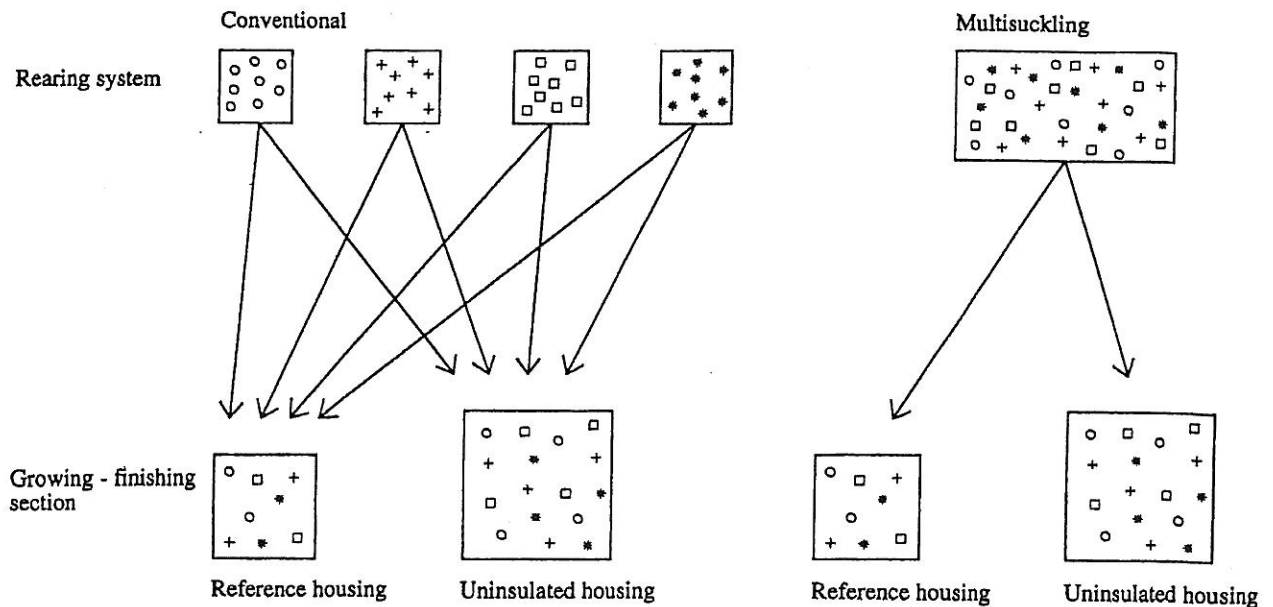 Conventional
Multisuckling
Rearing system
Growing - finishing
section
Reference housing
Uninsulated housing
Reference housing
Uninsulated housing